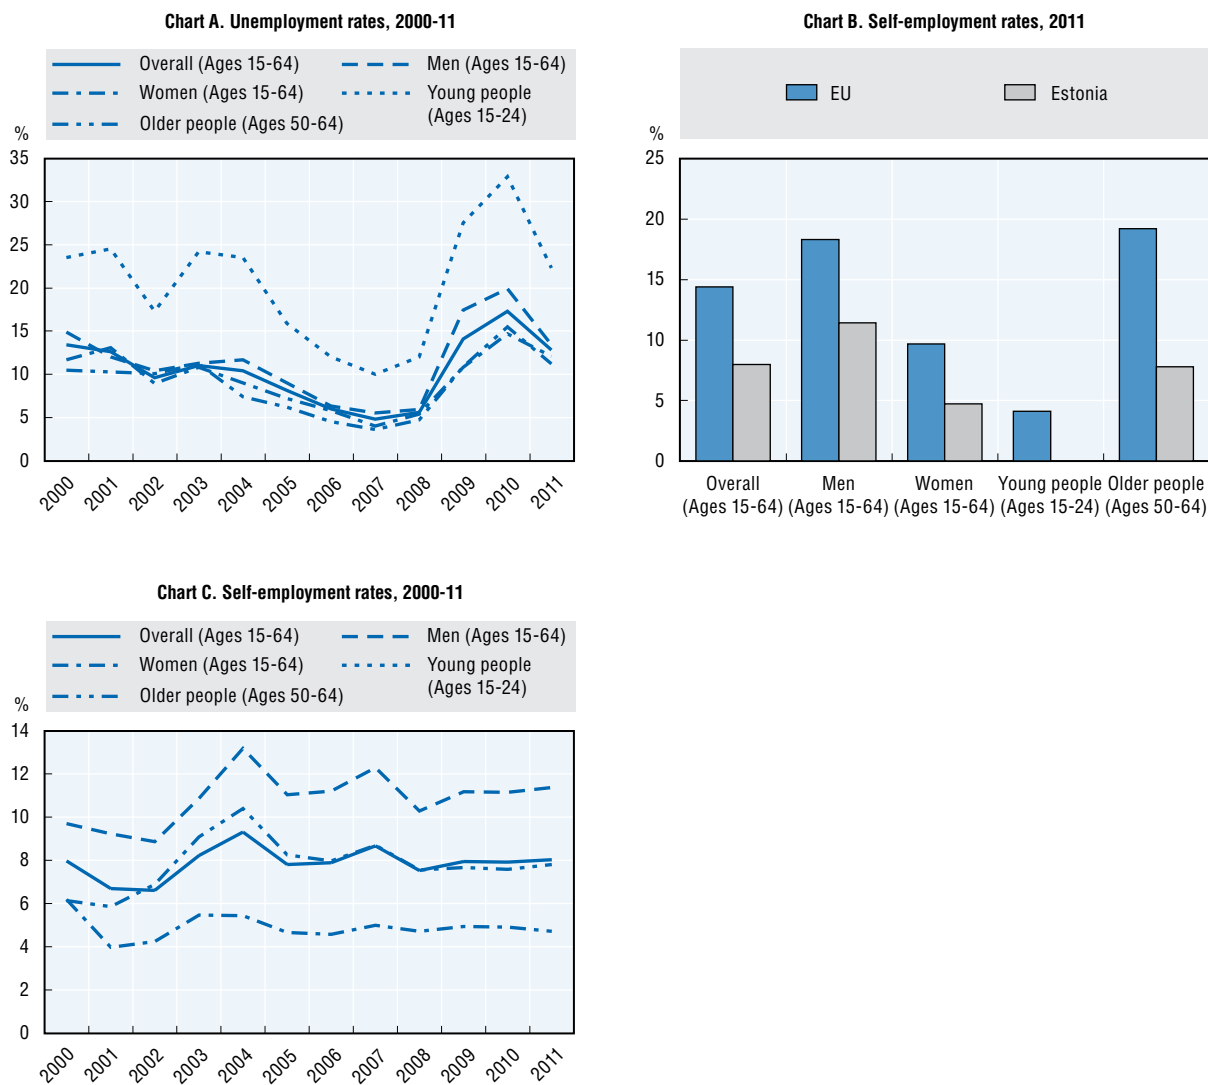 Chart A. Unemployment rates, 2000-11
Overall (Ages 15-64)
Men (Ages 15-64)
Women (Ages 15-64)
Young people
(Ages 15-24)
Older people (Ages 50-64)
%
35
30
25
20
15
10
5
0
2000
2001
2002
2003
2004
2005
2006
2007
2008
2009
2010
2011
Chart B. Self-employment rates, 2011
EU
Estonia
%
25
20
15
10
5
0
Overall
(Ages 15-64)
Men
(Ages 15-64)
Women
(Ages 15-64)
Young people
(Ages 15-24)
Older people
(Ages 50-64)
Chart C. Self-employment rates, 2000-11
Overall (Ages 15-64)
Men (Ages 15-64)
Women (Ages 15-64)
Young people
(Ages 15-24)
Older people (Ages 50-64)
%
14
12
10
8
6
4
2
0
2000
2001
2002
2003
2004
2005
2006
2007
2008
2009
2010
2011